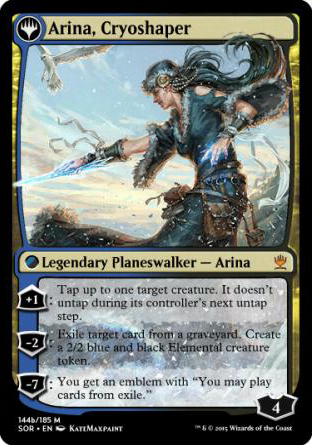 Arina, Cryoshaper
Legendary Planeswalker — Arina
+1: Tap up to one target creature. It doesn't
untap during its controller's next untap
step.
-2: Exile target card from a graveyard. Create
a 2/2 blue and black Elemental creature
token.
-7: You get an emblem with “You may play
cards from exile.”
4
144b/185 M
SOR • EN KateMaxpaint
™ & © 2015 Wizards of the Coast